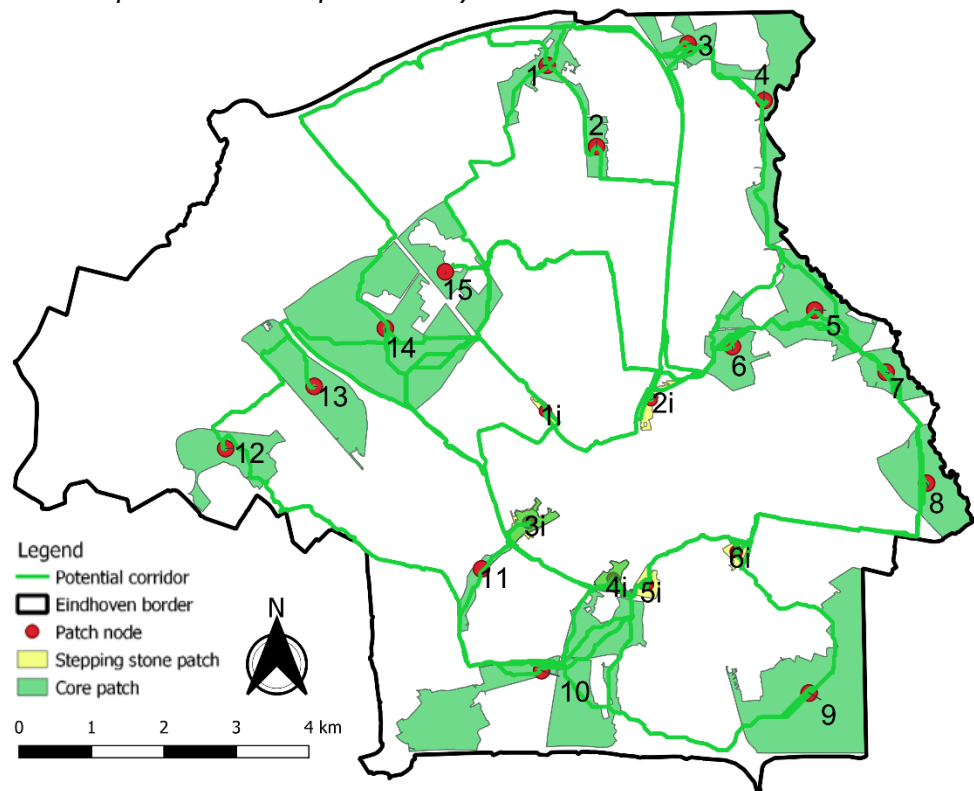 1
2
3
4
5
6
7
8
9
10
11
12
13
14
15
1i
2i
3i
4i
5i
6i
Legend
Potential corridor
Eindhoven border
Patch node
Stepping stone patch
Core patch
N
0 1 2 3 4 km